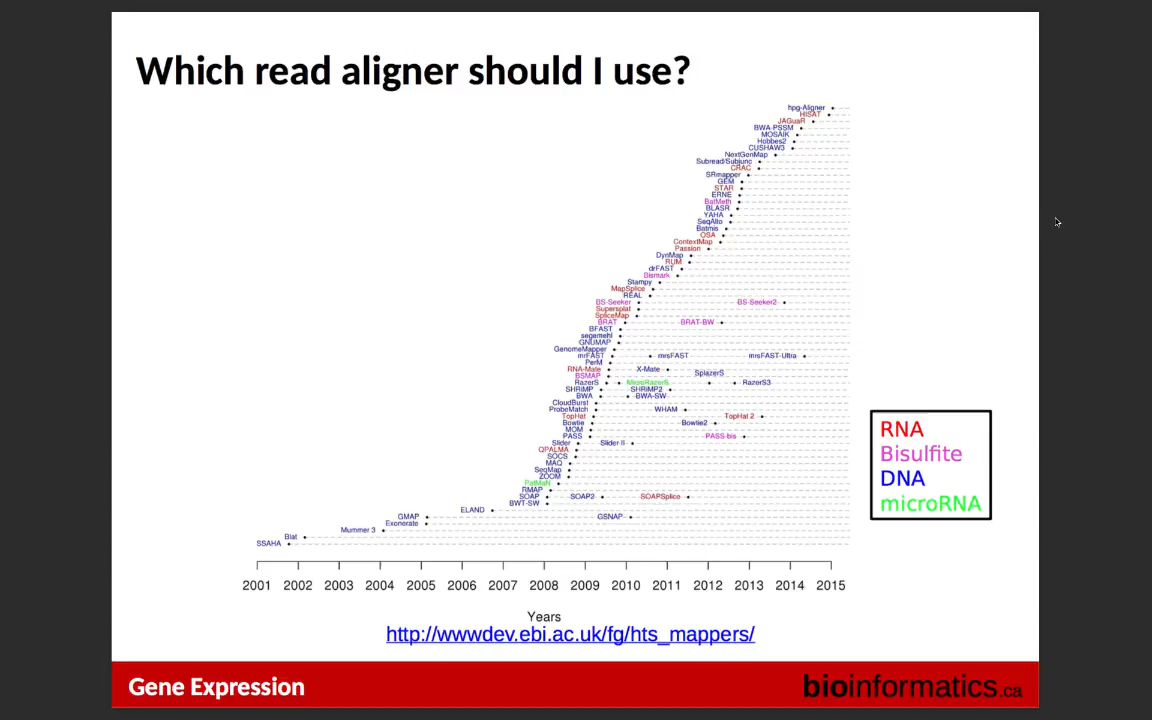 Which read aligner should I use?
hpg-Aligner
HISAT
JAGuaR
BWA-PSSM
MOSAIK
Hobbes2
CUSHAW3
NextGenMap
Subread/Subjunc
CRAC
SRmapper
GEM
STAR
ERNE
BatMeth
BLASR
YAHA
SeqAlto
Batmis
OSA
ContextMap
Passion
DynMap
RUM
drFAST
Bismark
Stampy
MapSplice
REAL
BS-Seeker BS-Seeker2
Supersplat
SpliceMap
BRAT BRAT-BW
BFAST
segemehl
GNUMAP
GenomeMapper
mrFAST mrsFAST mrsFAST-Ultra
PerM
RNA-Mate X-Mate
BSMAP SplazerS
RazerS MicroRazerS RazerS3
SHRiMP SHRiMP2
BWA BWA-SW
CloudBurst
ProbeMatch WHAM
TopHat TopHat 2
Bowtie Bowtie2
MOM
PASS PASS-bis
Slider Slider II
QPALMA
SOCS
MAQ
SeqMap
ZOOM
PatMaN
RMAP
SOAP SOAP2 SOAPSplice
BWT-SW
ELAND
GMAP GSNAP
Exonerate
Mummer 3
Blat
SSAHA
RNA
Bisulfite
DNA
microRNA
2001 2002 2003 2004 2005 2006 2007 2008 2009 2010 2011 2012 2013 2014 2015
Years
http://wwwdev.ebi.ac.uk/fg/hts_mappers/
Gene Expression
bioinformatics.ca